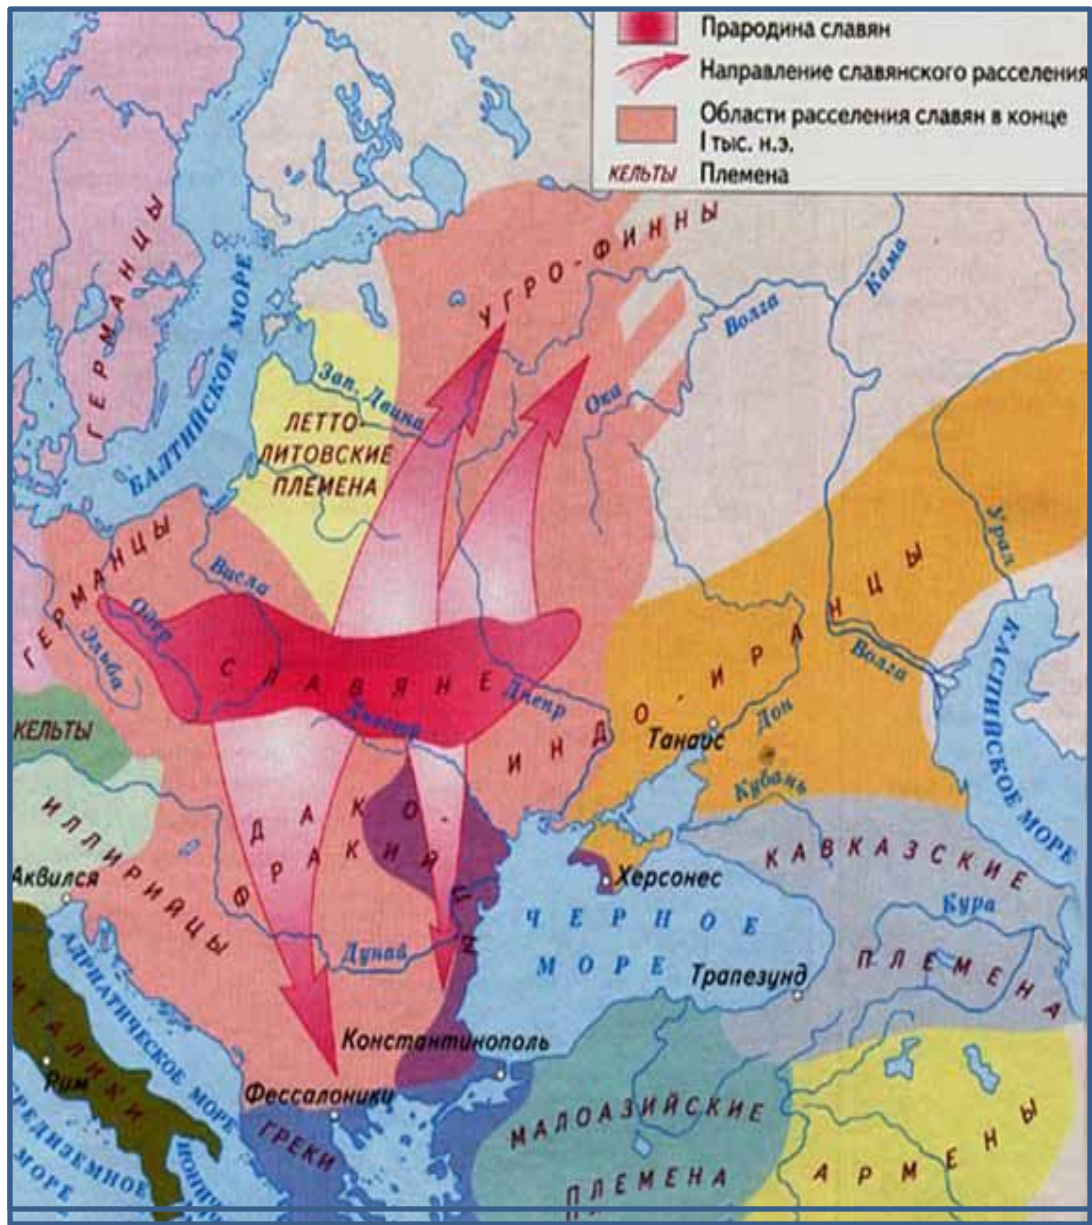 Прародина славян
Направление славянского расселения
Области расселения славян в конце
I тыс. н.э.
КЕЛЬТЫ Племена
ГЕРМАНЦЫ
БАЛТИЙСКОЕ МОРЕ
УГРО-ФИННЫ
Кама
Волга
Ока
Зап. Двина
ЛЕТТО-
ЛИТОВСКИЕ
ПЛЕМЕНА
Урал
ГЕРМАНЦЫ
Висла
Одер
Эльба
СЛАВЯНЕ
Днепр
Днестр
ИНДО-ИРАНЦЫ
Волга
КАСПИЙСКОЕ МОРЕ
КЕЛЬТЫ
Танаис
Дон
Кубань
ИЛЛИРИЙЦЫ
ДАКО-
ФРАКИЙЦЫ
КАВКАЗСКИЕ
ПЛЕМЕНА
Аквился
Херсонес
Кура
ЧЕРНОЕ
МОРЕ
Дунай
Трапезунд
АДРИАТИЧЕСКОЕ МОРЕ
ИТАЛИКИ
Рим
Константинополь
Фессалоники
ГРЕКИ
МАЛОАЗИЙСКИЕ
ПЛЕМЕНА
АРМЕНЫ
МОРЕ